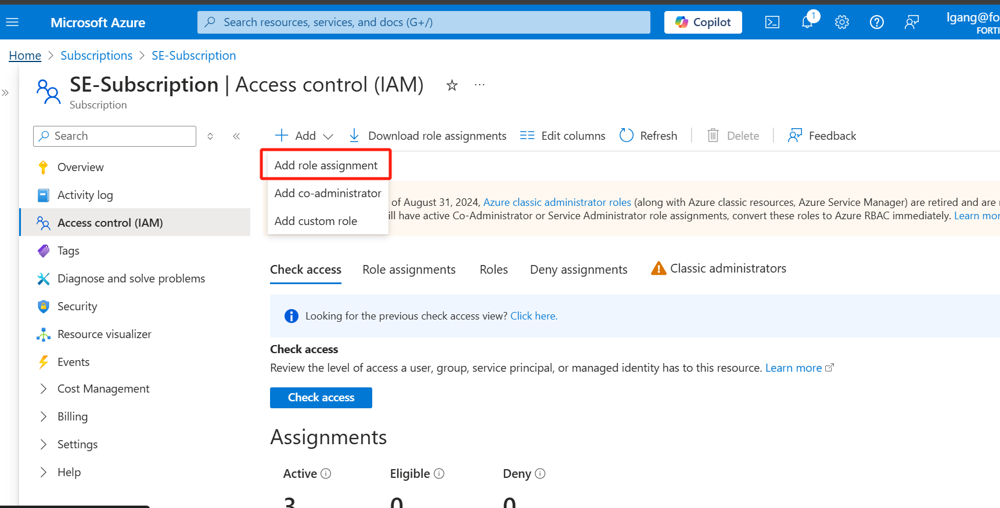 Microsoft Azure
Search resources, services, and docs (G+/)
Copilot
1
lgang@fo
FORTI
Home > Subscriptions > SE-Subscription
SE-Subscription | Access control (IAM)
Subscription
Search
Add
Download role assignments
Edit columns
Refresh
Delete
Feedback
Add role assignment
Add co-administrator
Add custom role
Overview
Activity log
Access control (IAM)
Tags
Diagnose and solve problems
Security
Resource visualizer
Events
Cost Management
Billing
Settings
Help
of August 31, 2024, Azure classic administrator roles (along with Azure classic resources, Azure Service Manager) are retired and are
ill have active Co-Administrator or Service Administrator role assignments, convert these roles to Azure RBAC immediately. Learn mor
Check access
Role assignments
Roles
Deny assignments
Classic administrators
Looking for the previous check access view? Click here.
Check access
Review the level of access a user, group, service principal, or managed identity has to this resource. Learn more
Check access
Assignments
Active
Eligible
Deny
3
0
0